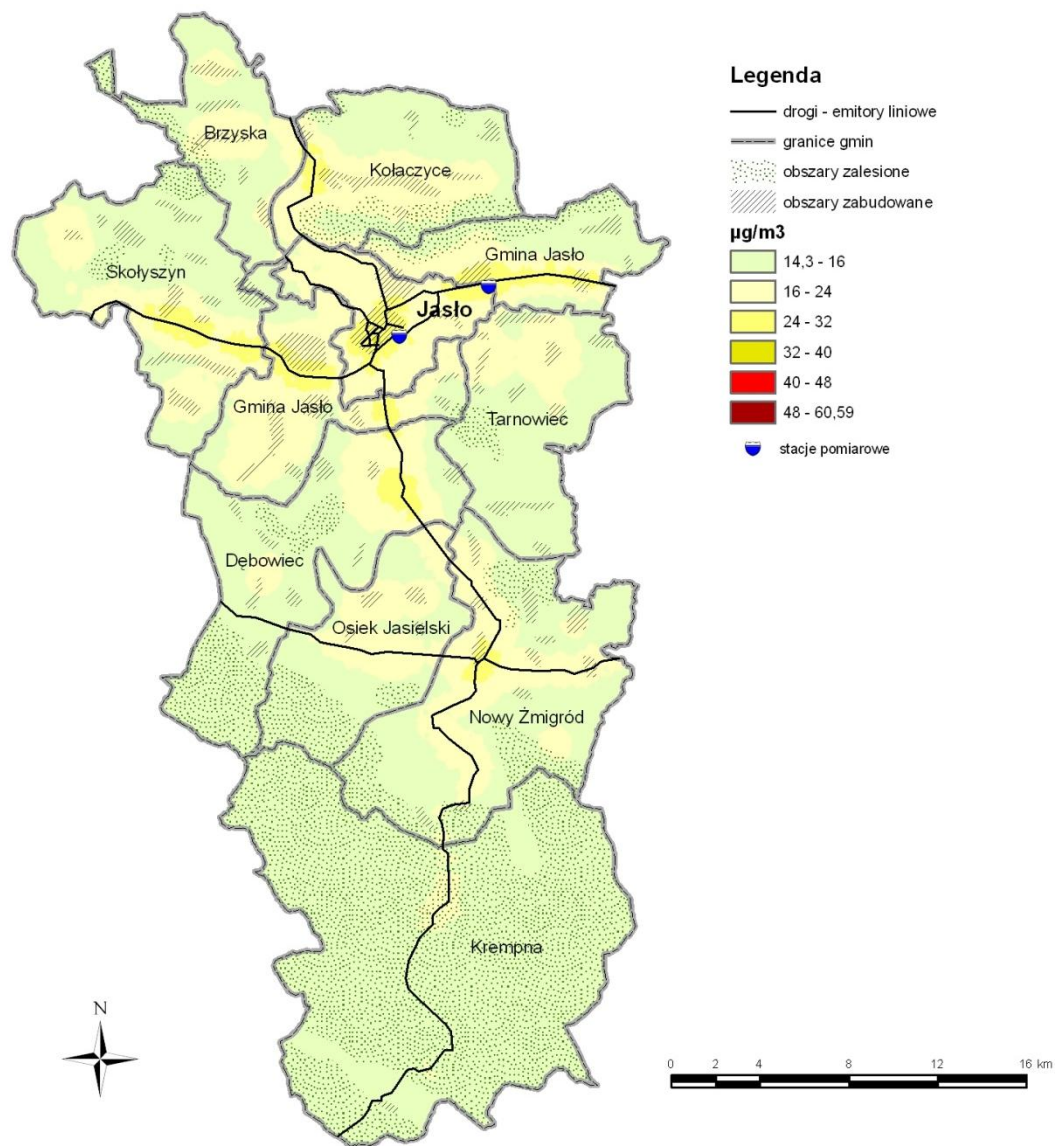 Legenda
drogi - emitory liniowe
granice gmin
obszary zalesione
obszary zabudowane
µg/m3
14,3 - 16
16 - 24
24 - 32
32 - 40
40 - 48
48 - 60,59
stacje pomiarowe
Brzyska
Kołaczyce
Gmina Jasło
Skołyszyn
Jasło
Gmina Jasło
Tarnowiec
Dębowiec
Osiek Jasielski
Nowy Żmigród
Krempna
N
0 2 4 8 12 16 km